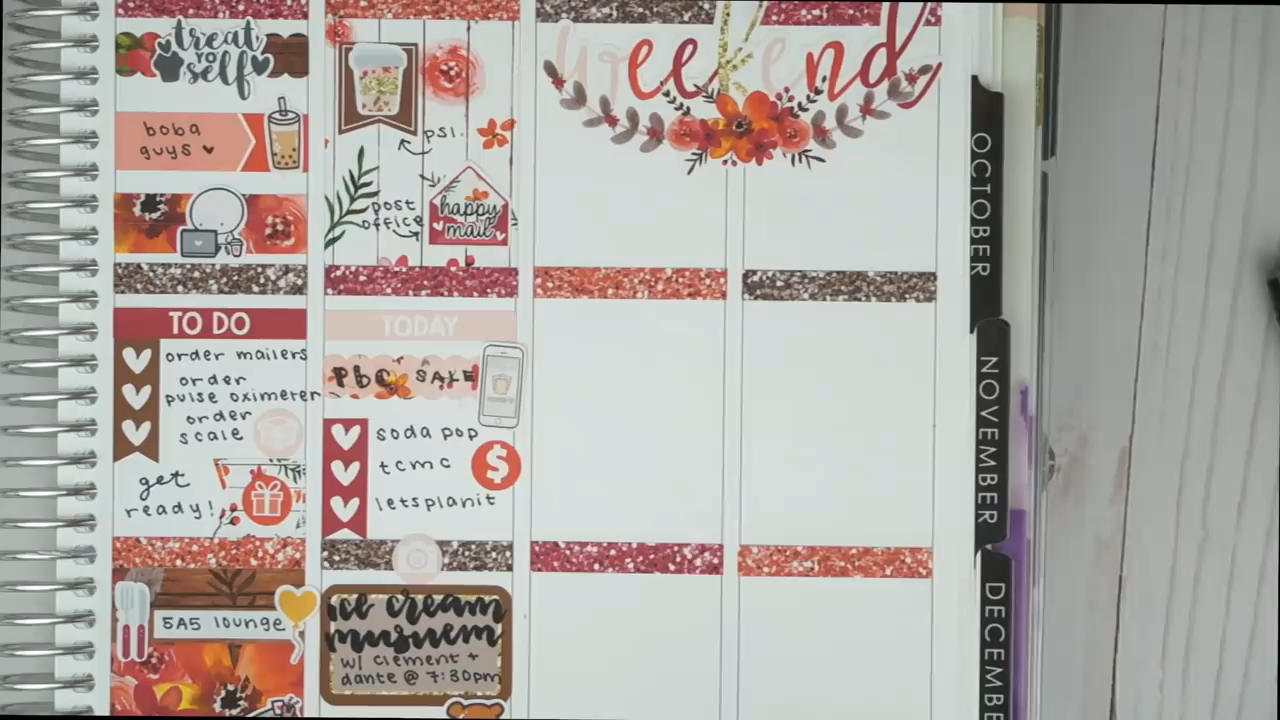 treat
YO
self
boba
guys
TO DO
order mailers
order
pulse oximeter
order
scale
get
ready!
5A5 lounge
psl.
post
office
happy
mail
TODAY
PBC SALE
soda pop
tcmc
letsplanit
$
ice cream
museum
w/ clement +
dante @ 7:30pm
weekend
OCTOBER
NOVEMBER
DECEMBE